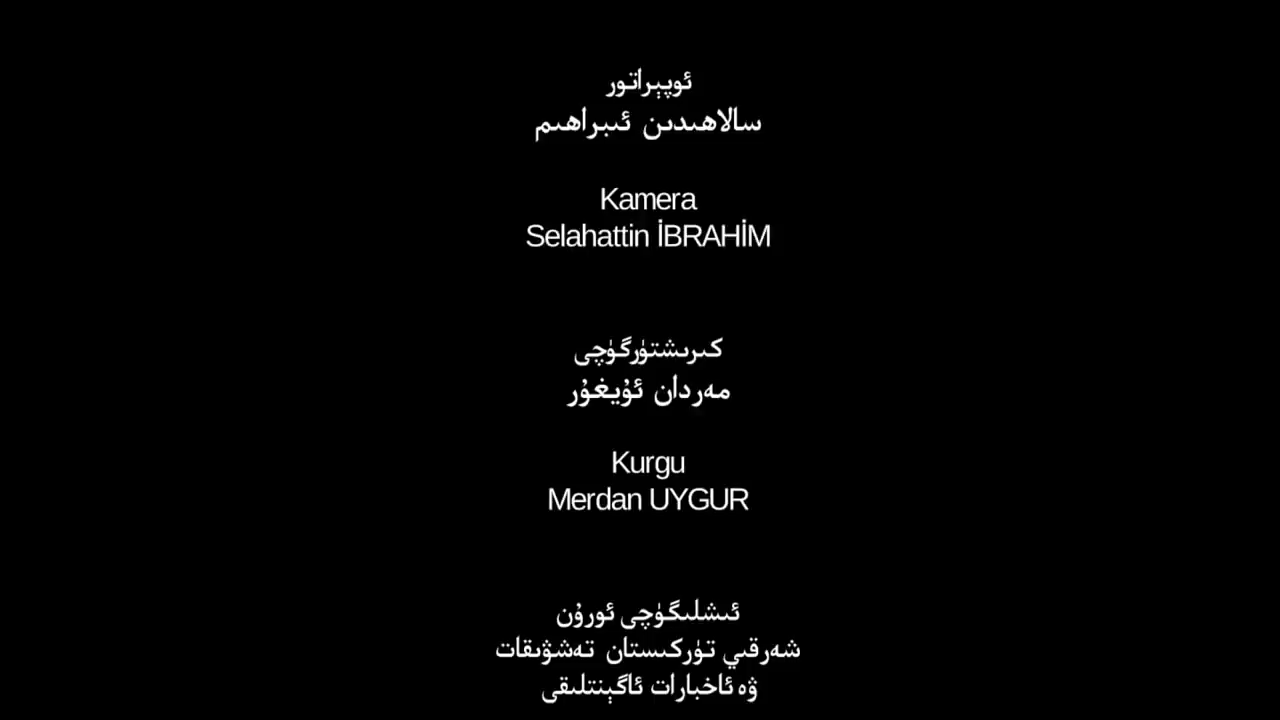 ئوپېراتور
سالاھىدىن ئىبراھىم
Kamera
Selahattin İBRAHİM
كىرىشتۈرگۈچى
مەردان ئۇيغۇر
Kurgu
Merdan UYGUR
ئىشلىگۈچى ئورۇن
شەرقىي تۈركىستان تەشۋىقات
ۋە ئاخبارات ئاگېنتلىقى